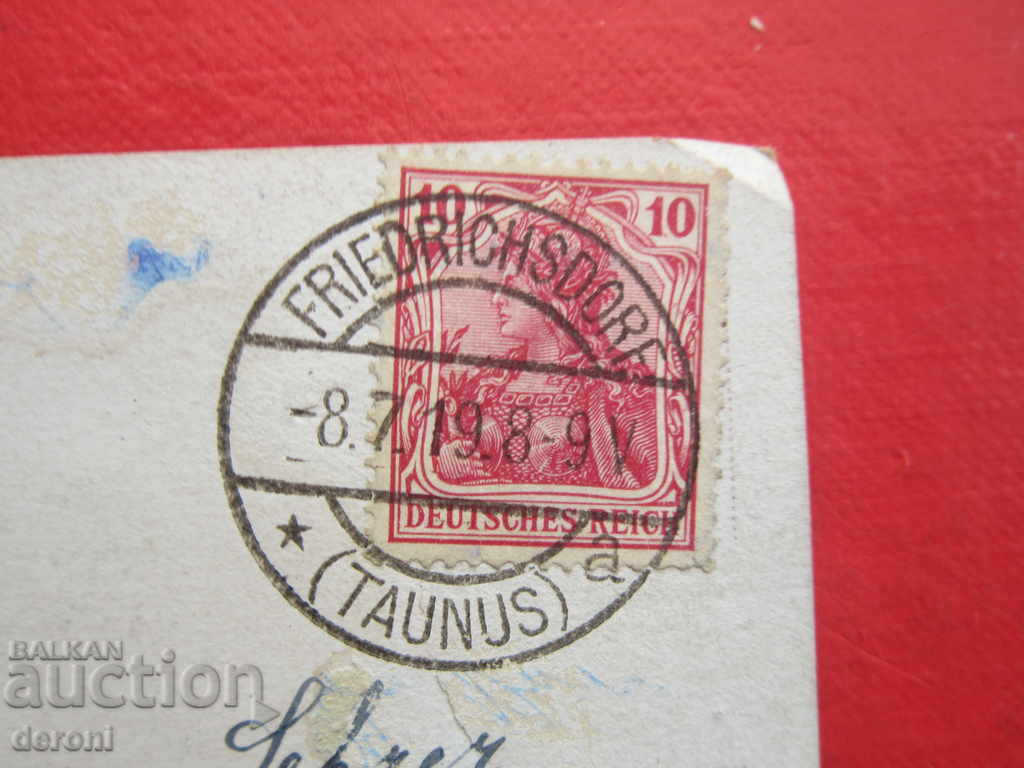 10 10
FRIEDRICHSDORF
-8.7.19.8-9V
DEUTSCHES REICH
* (TAUNUS) a
BALKAN
auction
deroni